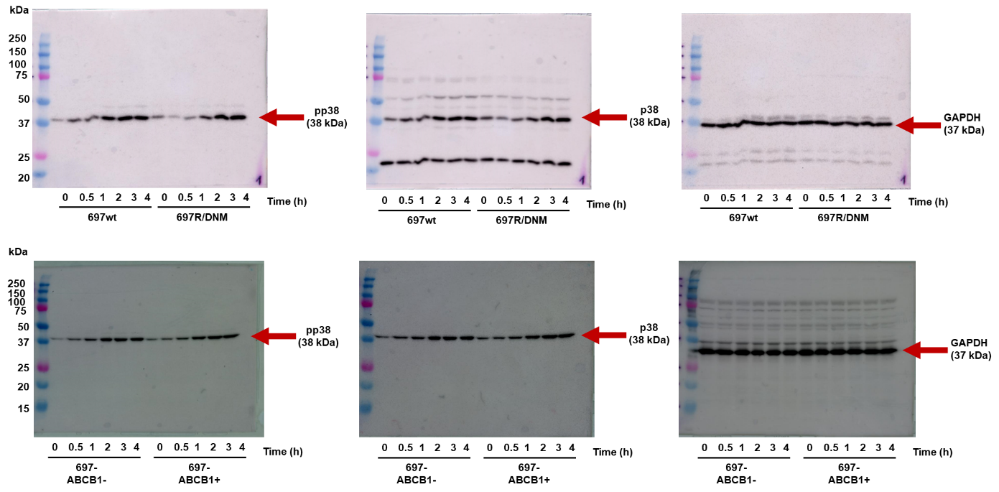 kDa
250
150
100
75
50
37
25
20
pp38
(38 kDa)
0 0.5 1 2 3 4 0 0.5 1 2 3 4 Time (h)
697wt 697R/DNM
1
p38
(38 kDa)
0 0.5 1 2 3 4 0 0.5 1 2 3 4 Time (h)
697wt 697R/DNM
1
GAPDH
(37 kDa)
0 0.5 1 2 3 4 0 0.5 1 2 3 4 Time (h)
697wt 697R/DNM
1
kDa
250
150
100
75
50
37
25
20
15
pp38
(38 kDa)
0 0.5 1 2 3 4 0 0.5 1 2 3 4 Time (h)
697- 697-
ABCB1- ABCB1+
p38
(38 kDa)
0 0.5 1 2 3 4 0 0.5 1 2 3 4 Time (h)
697- 697-
ABCB1- ABCB1+
GAPDH
(37 kDa)
0 0.5 1 2 3 4 0 0.5 1 2 3 4 Time (h)
697- 697-
ABCB1- ABCB1+